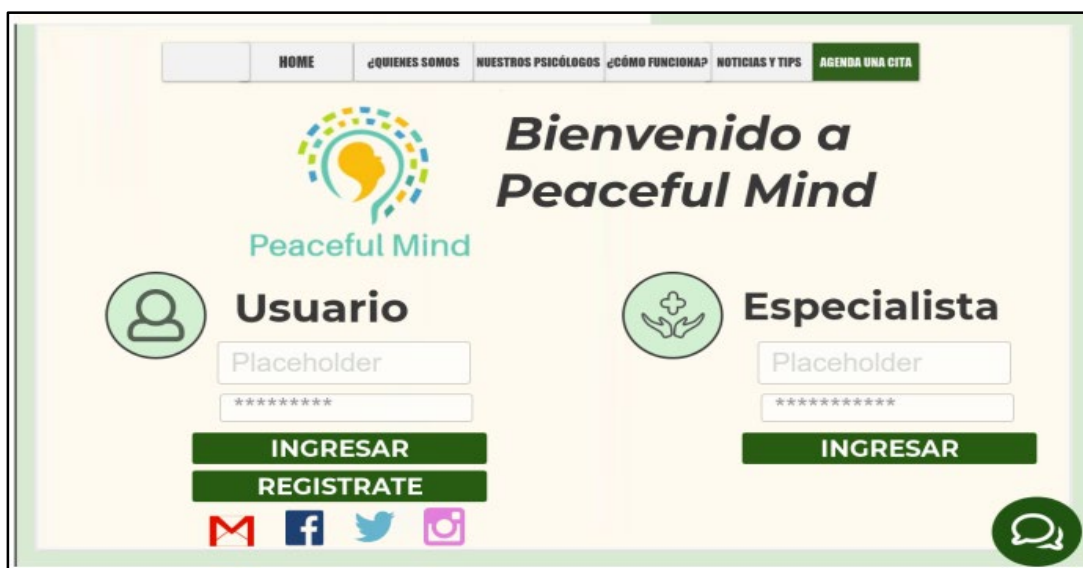 HOME ¿QUIENES SOMOS NUESTROS PSICÓLOGOS ¿CÓMO FUNCIONA? NOTICIAS Y TIPS AGENDA UNA CITA
Bienvenido a
Peaceful Mind
Peaceful Mind
Usuario
Placeholder
*********
INGRESAR
REGISTRATE
Especialista
Placeholder
***********
INGRESAR